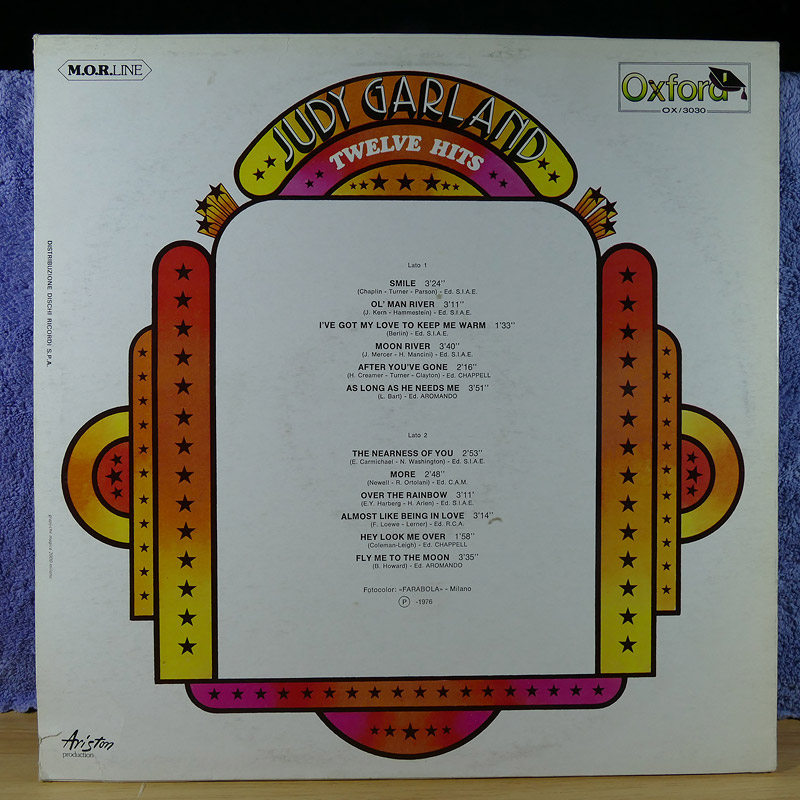 M.O.R.LINE
Oxford
OX/3030
JUDY GARLAND
TWELVE HITS
DISTRIBUZIONE DISCHI RICORDI S.P.A.
Lato 1
SMILE 3'24''
(Chaplin - Turner - Parson) - Ed. S.I.A.E.
OL' MAN RIVER 3'11''
(J. Kern - Hammestein) - Ed. S.I.A.E.
I'VE GOT MY LOVE TO KEEP ME WARM 1'33''
(Berlin) - Ed. S.I.A.E.
MOON RIVER 3'40''
(J. Mercer - H. Mancini) - Ed. S.I.A.E.
AFTER YOU'VE GONE 2'16''
(H. Creamer - Turner - Clayton) - Ed. CHAPPELL
AS LONG AS HE NEEDS ME 3'51''
(L. Bart) - Ed. AROMANDO
Lato 2
THE NEARNESS OF YOU 2'53''
(E. Carmichael - N. Washington) - Ed. S.I.A.E.
MORE 2'48''
(Newell - R. Ortolani) - Ed. C.A.M.
OVER THE RAINBOW 3'11'
(E.Y. Harberg - H. Arlen) - Ed. S.I.A.E.
ALMOST LIKE BEING IN LOVE 3'14''
(F. Loewe - Lerner) - Ed. R.C.A.
HEY LOOK ME OVER 1'58''
(Coleman-Leigh) - Ed. CHAPPELL
FLY ME TO THE MOON 3'35''
(B. Howard) - Ed. AROMANDO
Fotocolor: «FARABOLA» - Milano
Ⓟ -1976
Ariston
production